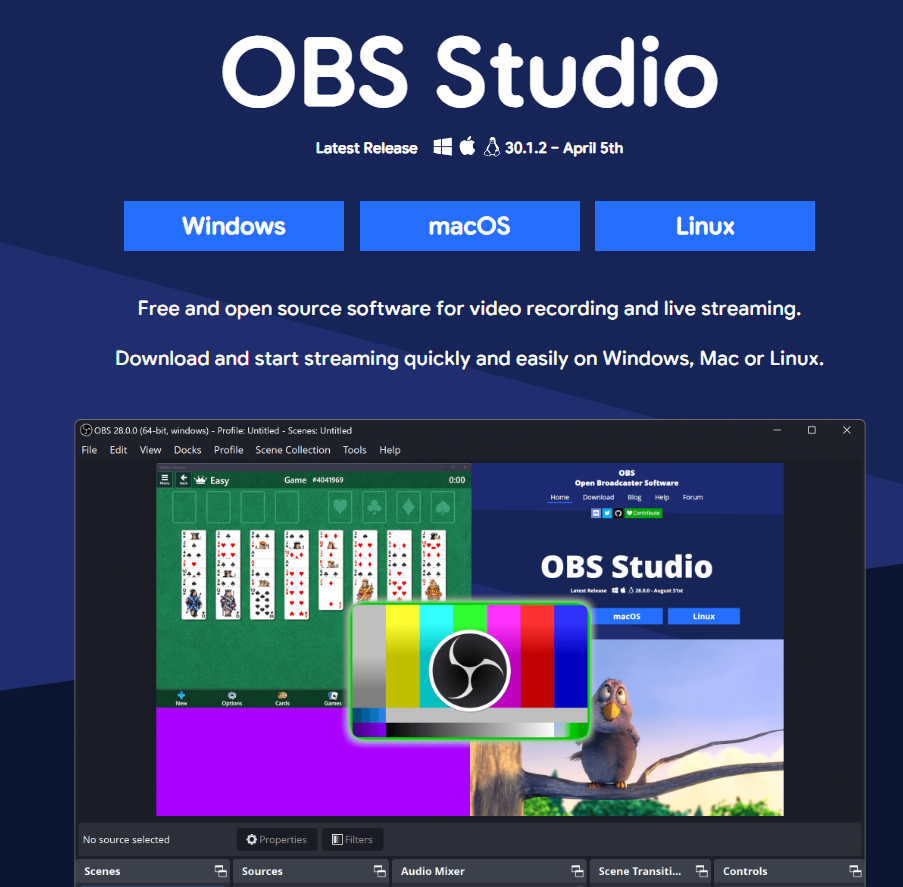 OBS Studio
Latest Release 30.1.2 - April 5th
Windows macOS Linux
Free and open source software for video recording and live streaming.
Download and start streaming quickly and easily on Windows, Mac or Linux.
OBS 28.0.0 (64-bit, windows) - Profile: Untitled - Scenes: Untitled
File Edit View Docks Profile Scene Collection Tools Help
Menu Back Easy Game #4041969 0:00
OBS
Open Broadcaster Software
Home Download Blog Help Forum
Contribute
OBS Studio
Latest Release 28.0.0 - August 31st
macOS Linux
New Options Cards Games
No source selected Properties Filters
Scenes Sources Audio Mixer Scene Transiti... Controls